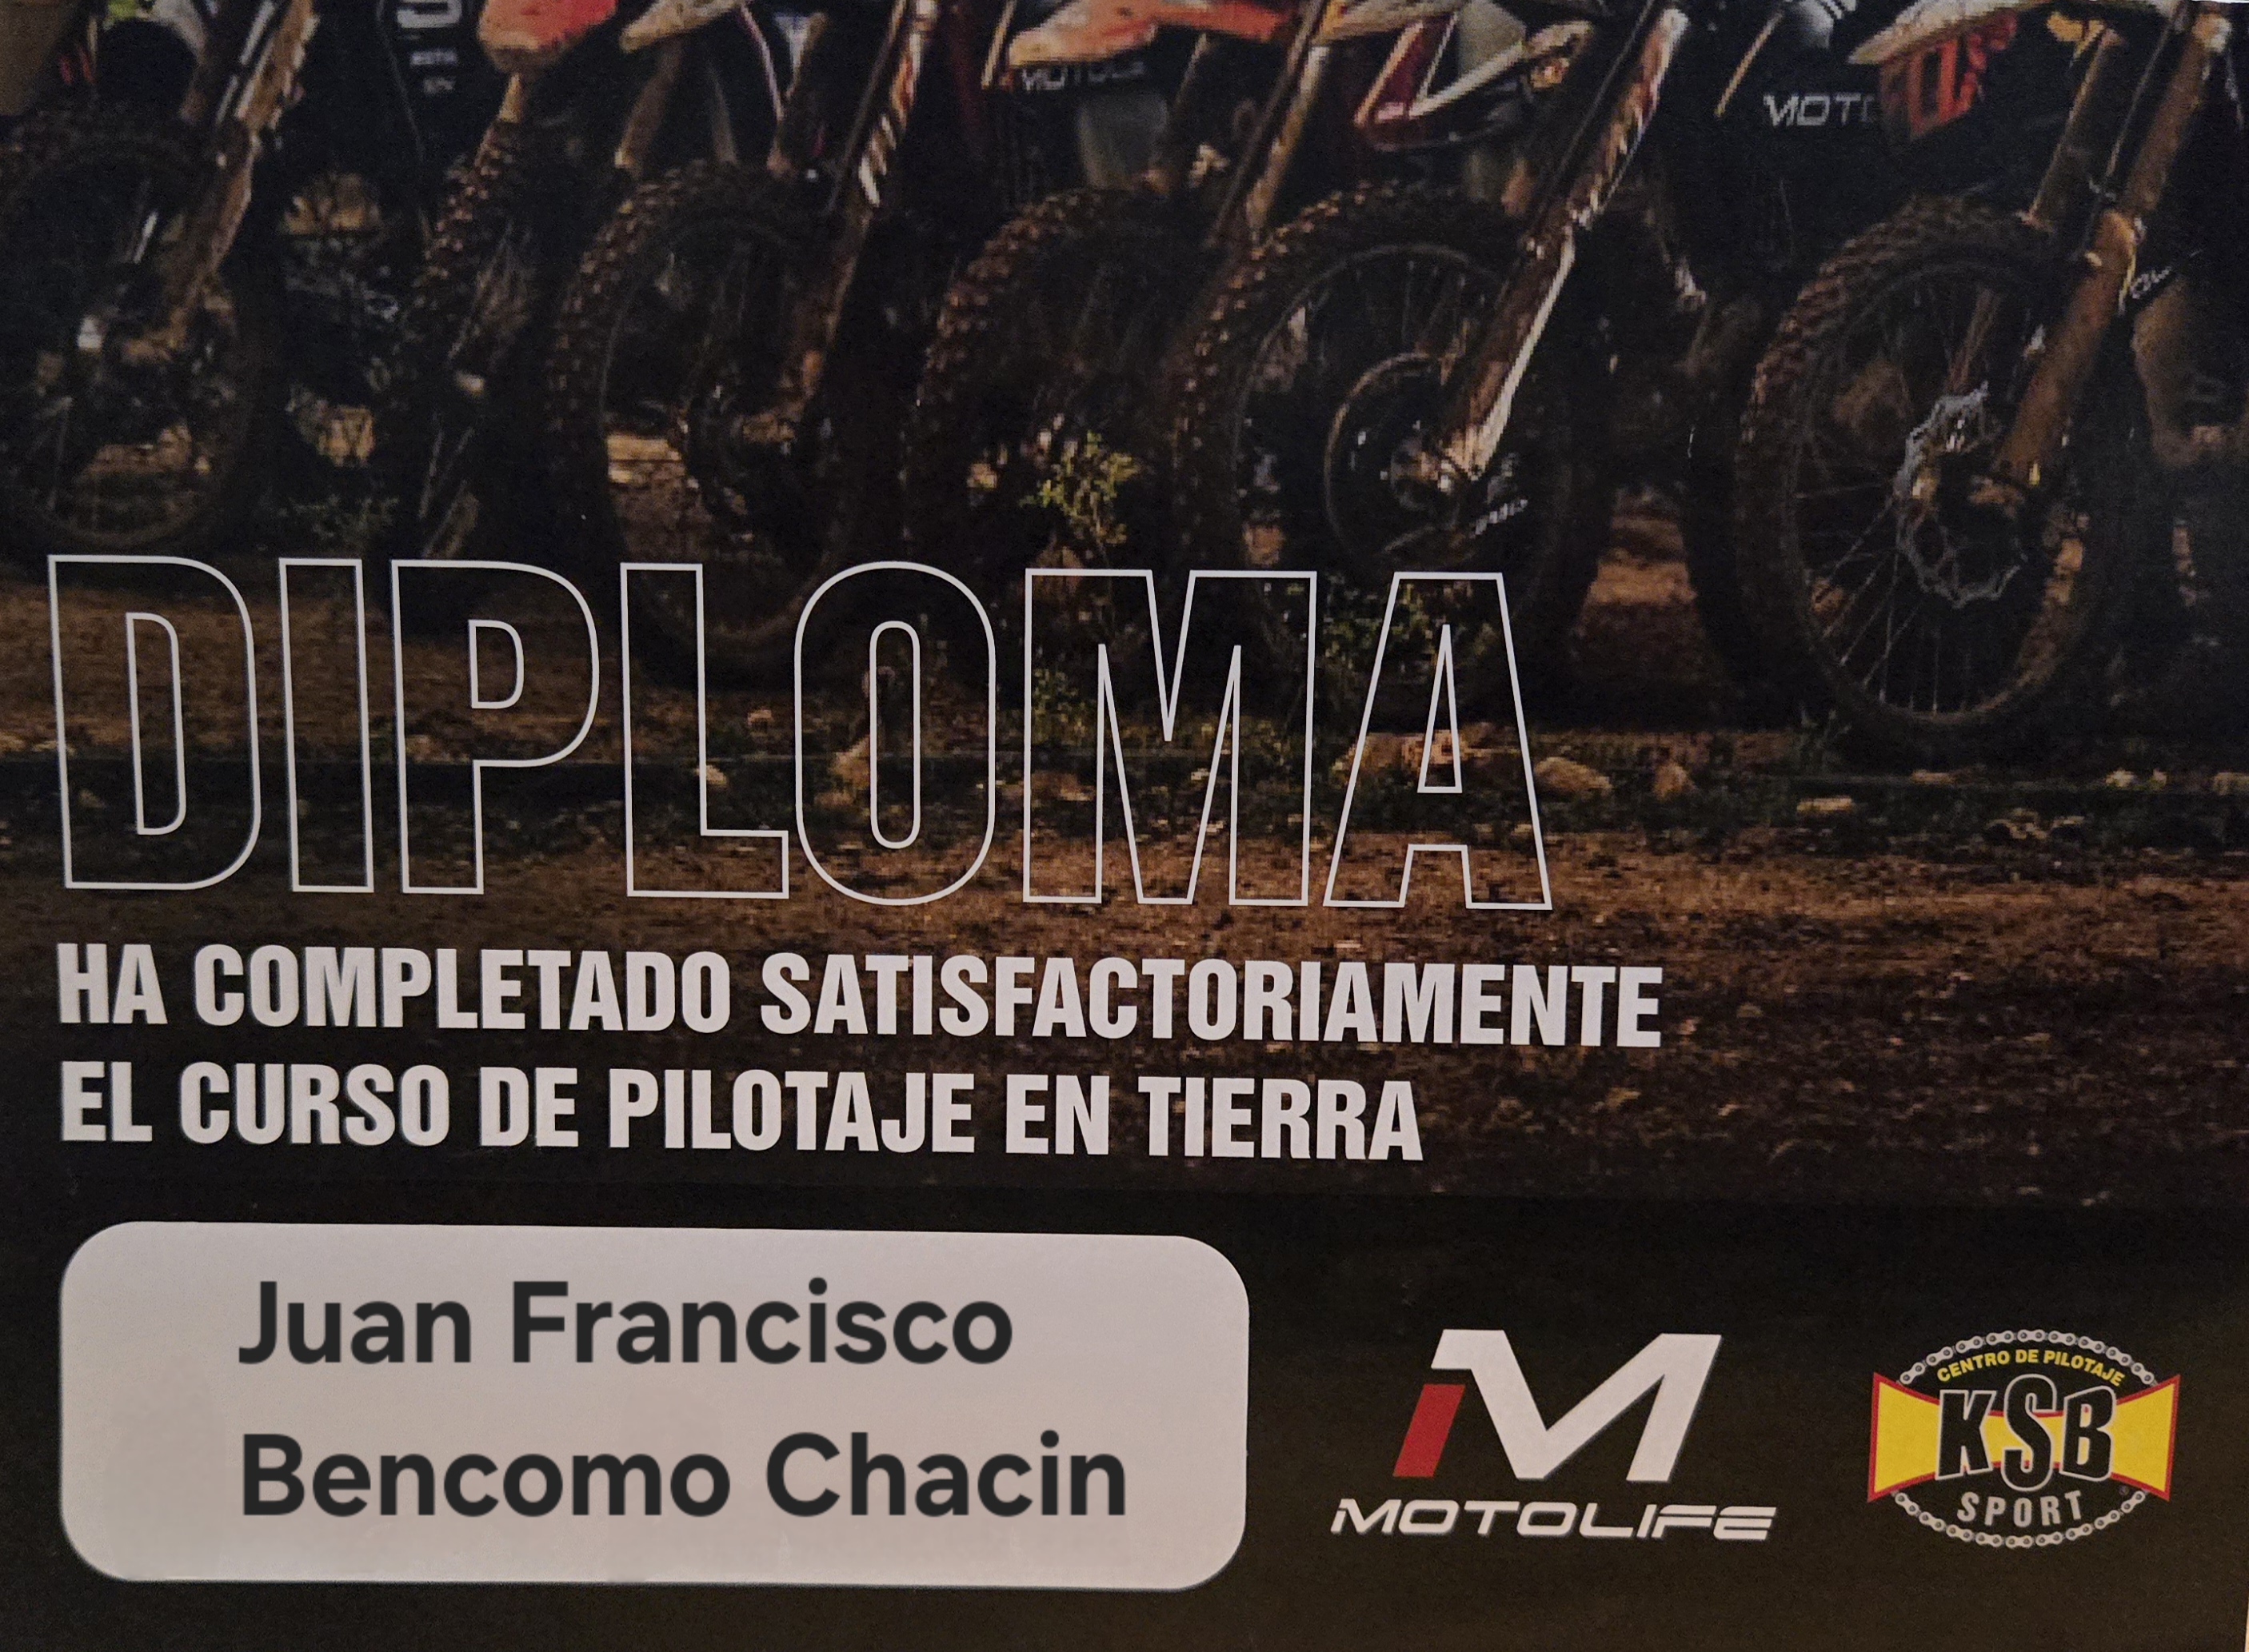 MOTO
DIPLOMA
HA COMPLETADO SATISFACTORIAMENTE
EL CURSO DE PILOTAJE EN TIERRA
Juan Francisco
Bencomo Chacin
MOTOLIFE
CENTRO DE PILOTAJE
KSB
SPORT